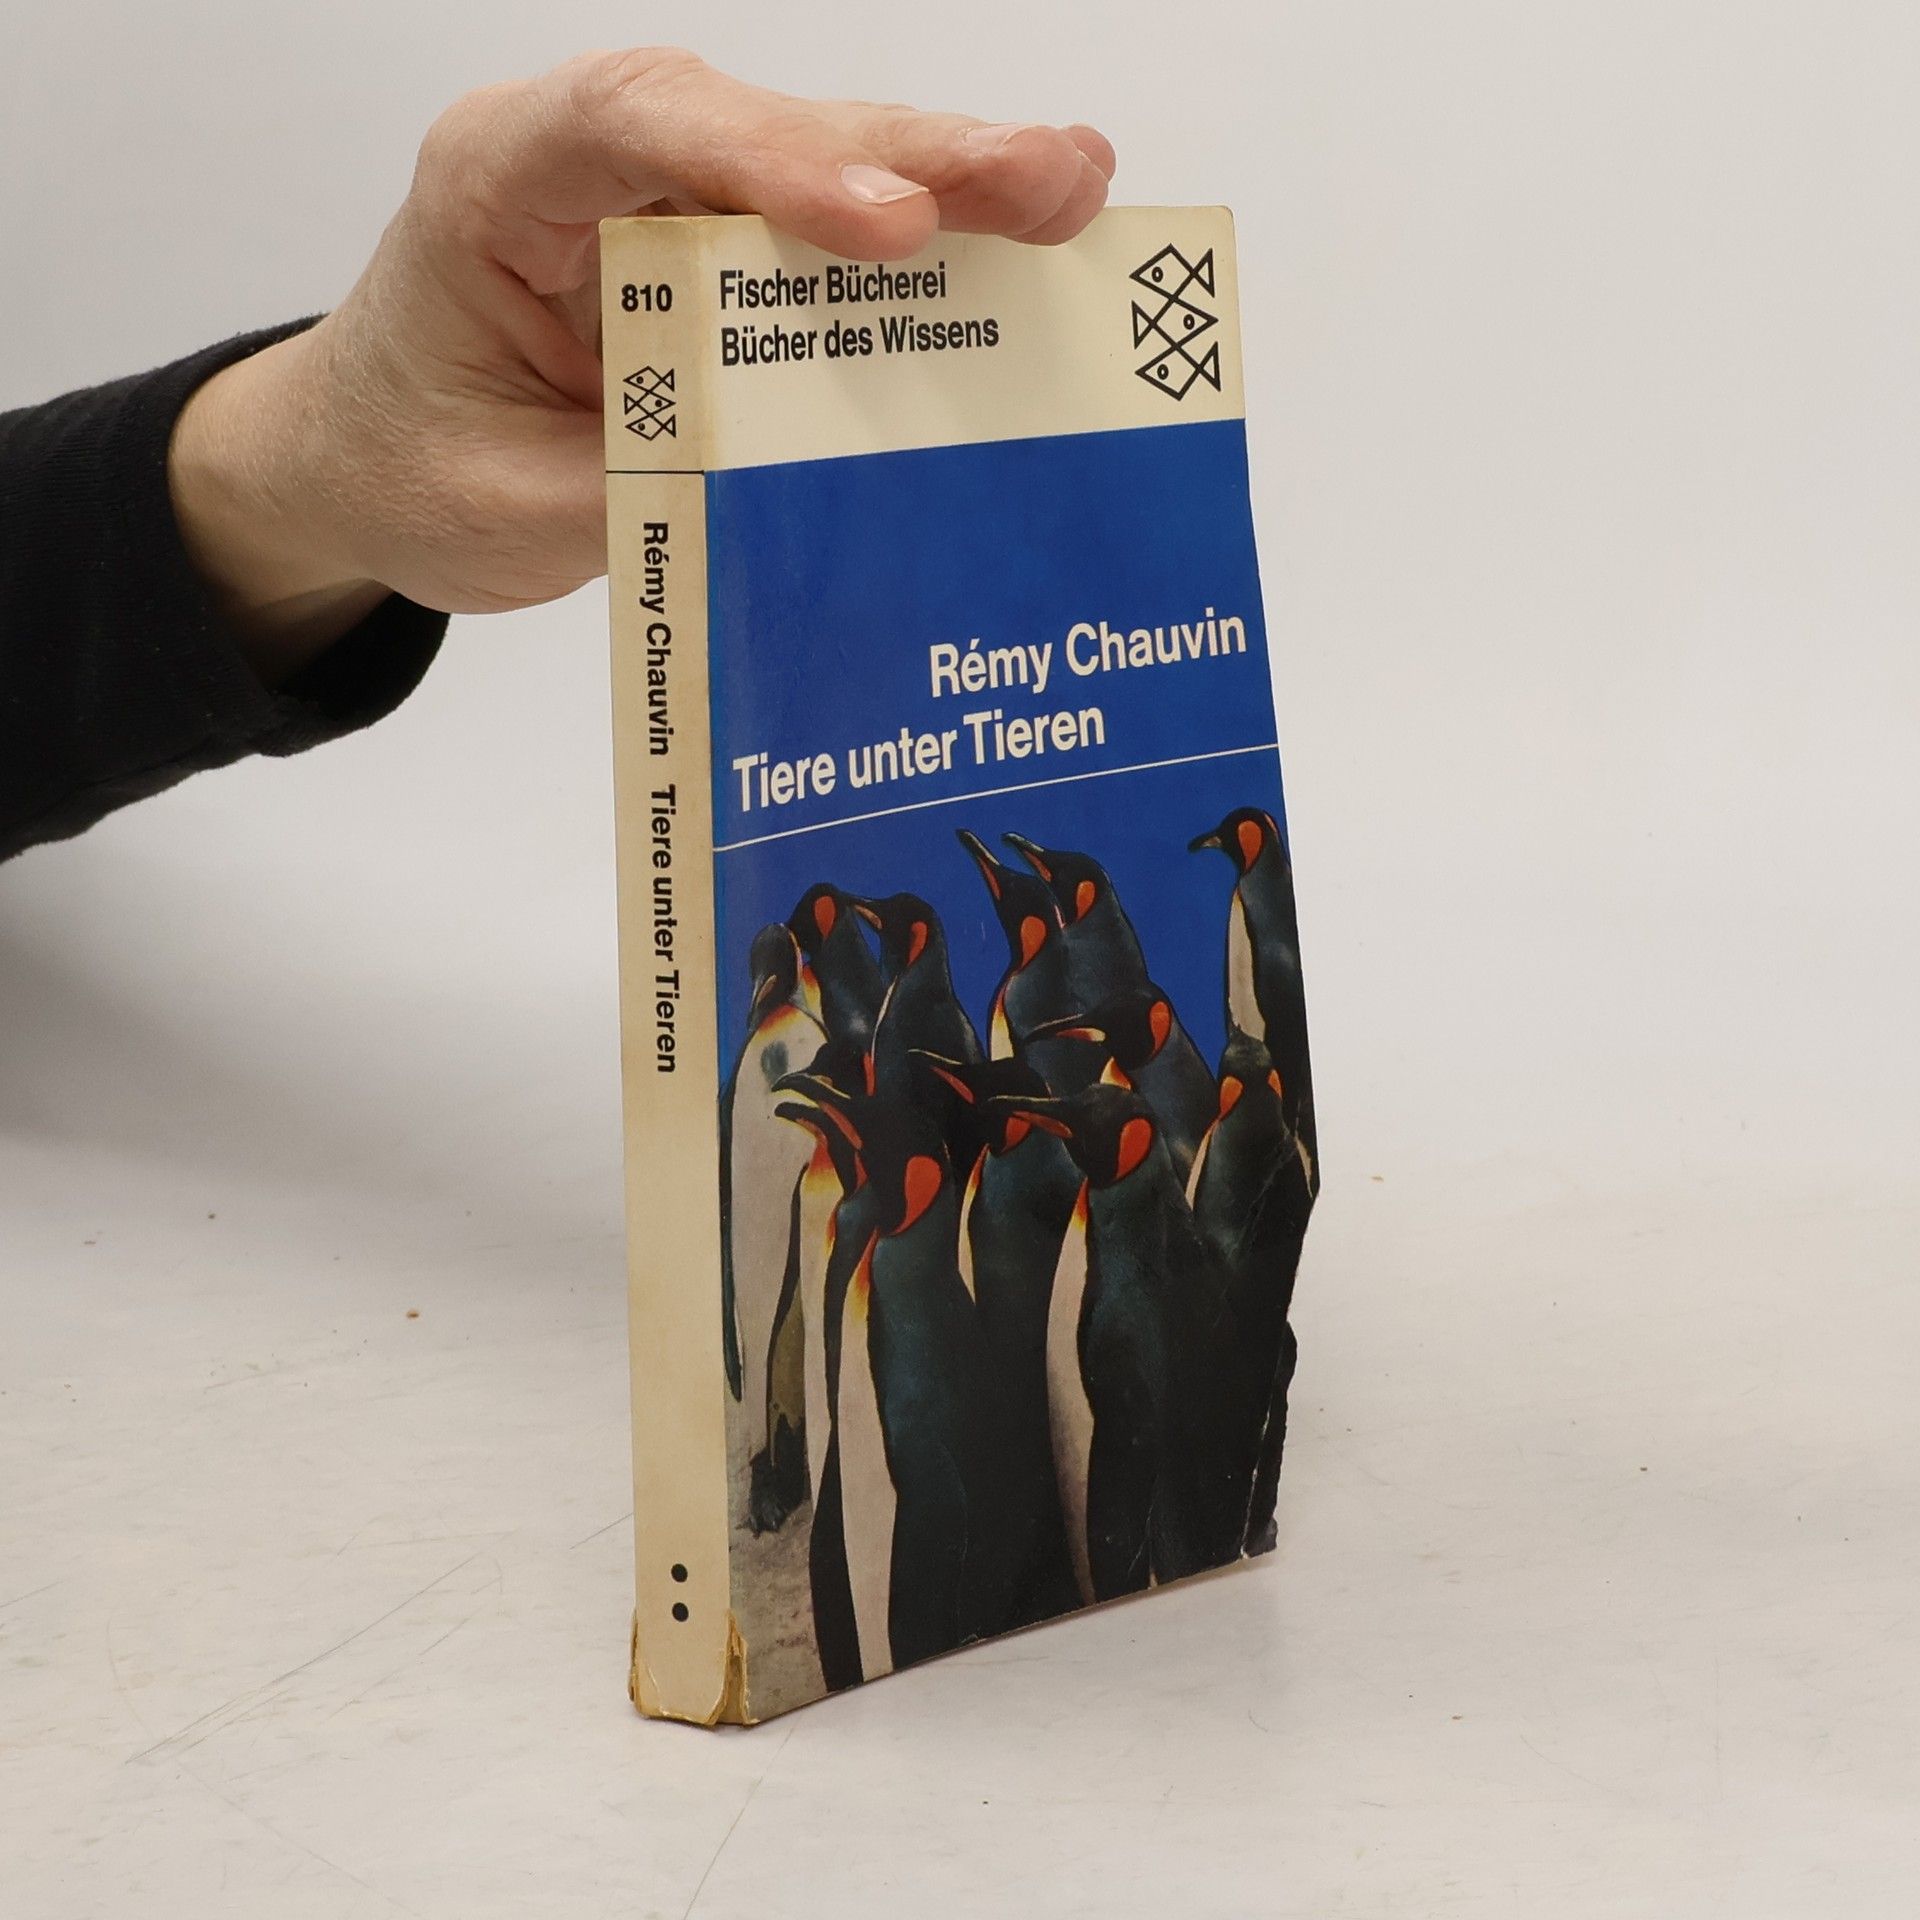 810
Rémy Chauvin Tiere unter Tieren
Fischer Bücherei
Bücher des Wissens
Rémy Chauvin
Tiere unter Tieren